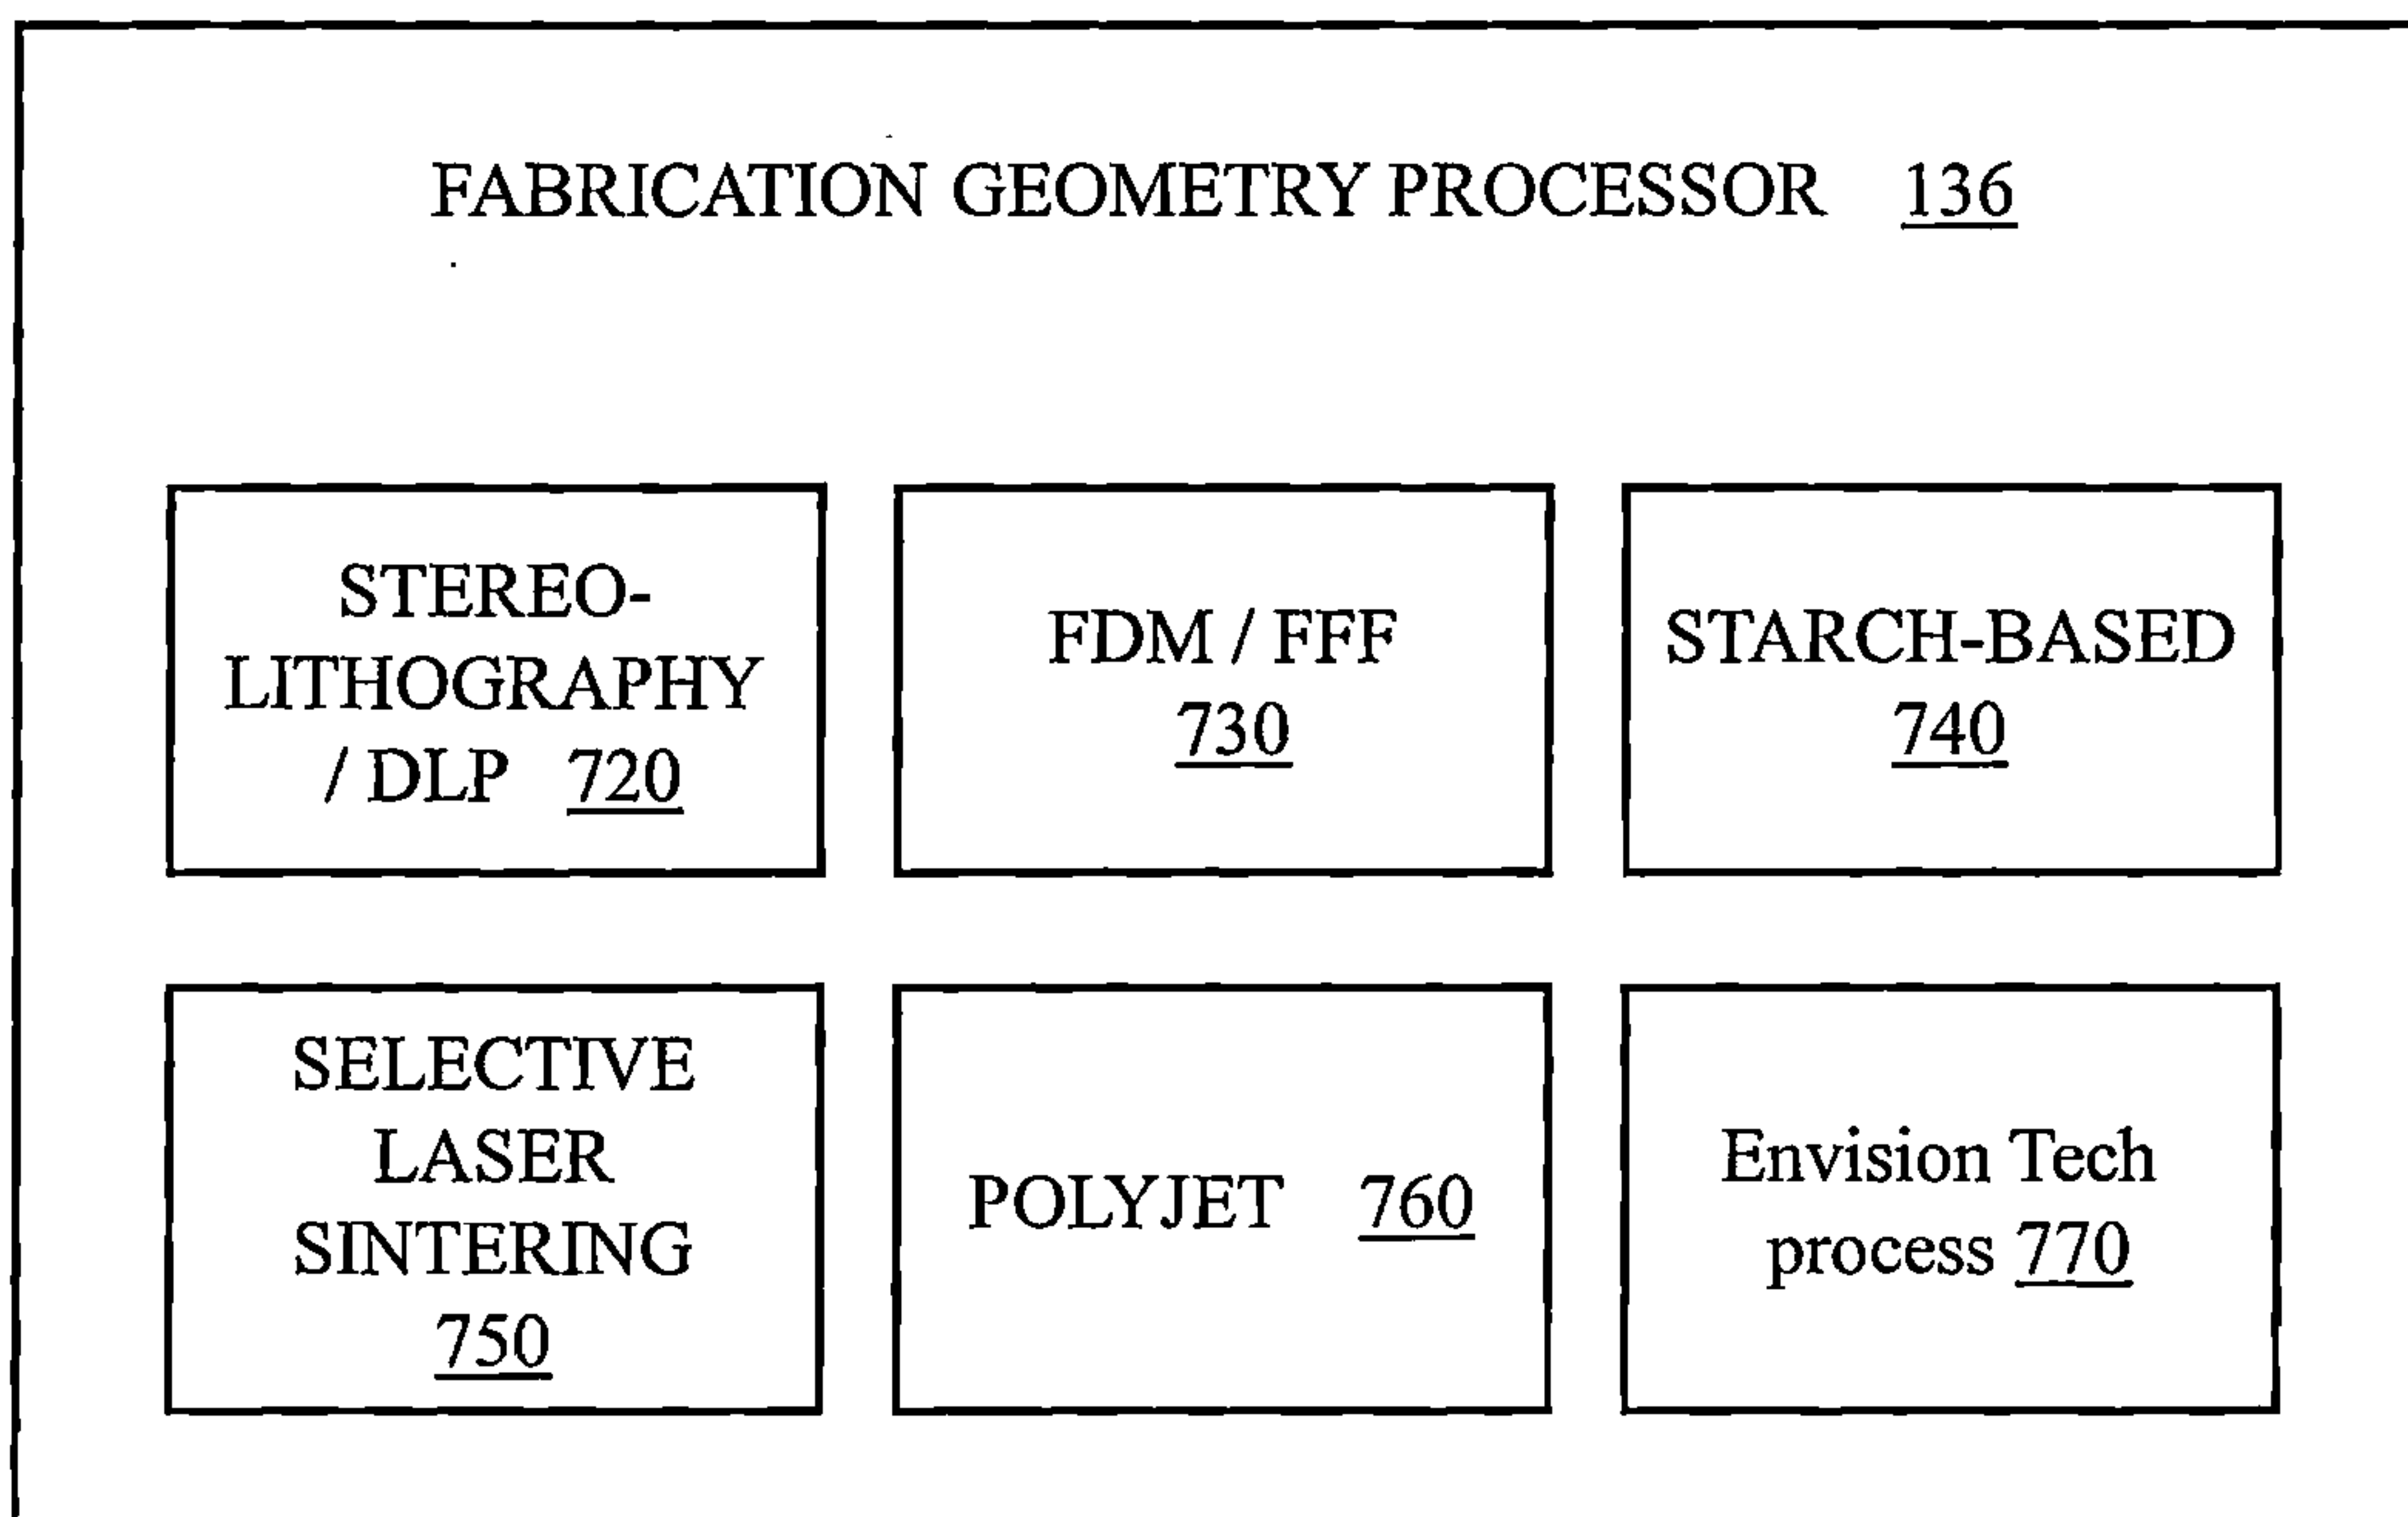 FABRICATION GEOMETRY PROCESSOR 136
STEREO-
LITHOGRAPHY
/ DLP 720
FDM / FFF
730
STARCH-BASED
740
SELECTIVE
LASER
SINTERING
750
POLYJET 760
Envision Tech
process 770